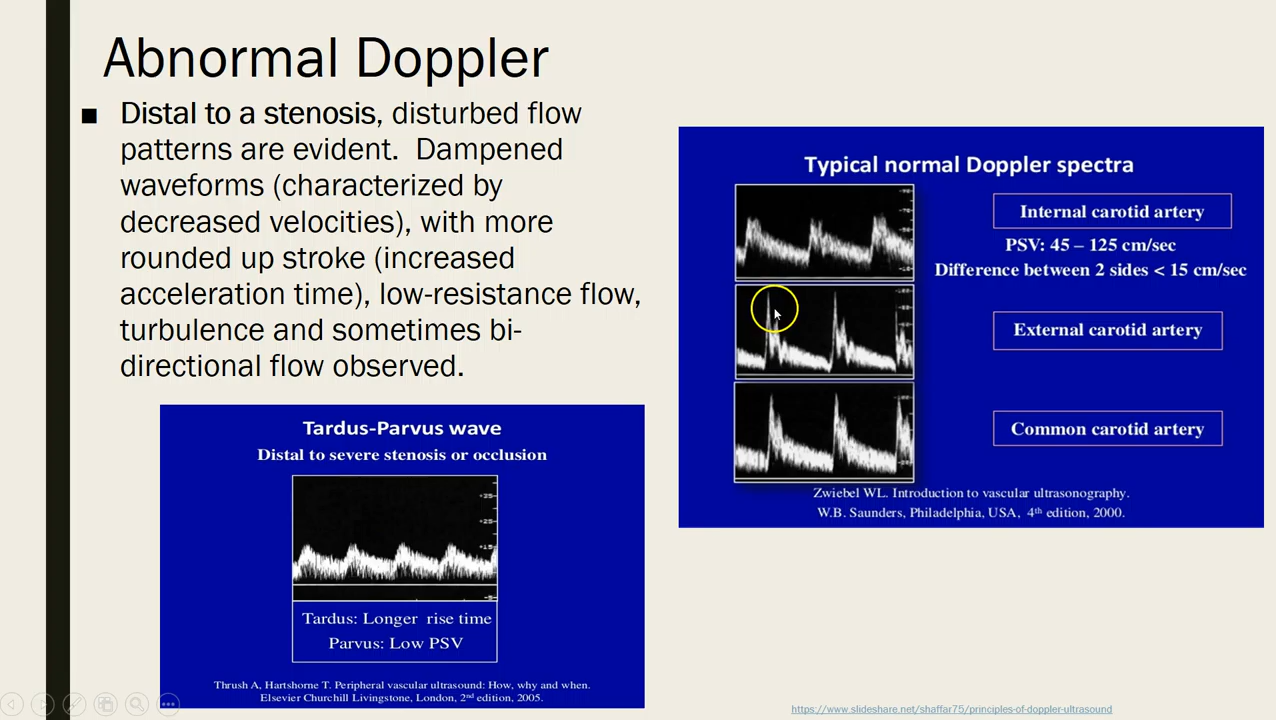 Abnormal Doppler
■ Distal to a stenosis, disturbed flow
patterns are evident. Dampened
waveforms (characterized by
decreased velocities), with more
rounded up stroke (increased
acceleration time), low-resistance flow,
turbulence and sometimes bi-
directional flow observed.
Tardus-Parvus wave
Distal to severe stenosis or occlusion
Tardus: Longer rise time
Parvus: Low PSV
Thrush A, Hartshorne T. Peripheral vascular ultrasound: How, why and when.
Elsevier Churchill Livingstone, London, 2nd edition, 2005.
Typical normal Doppler spectra
Internal carotid artery
PSV: 45 – 125 cm/sec
Difference between 2 sides < 15 cm/sec
External carotid artery
Common carotid artery
Zwiebel WL. Introduction to vascular ultrasonography.
W.B. Saunders, Philadelphia, USA, 4th edition, 2000.
https://www.slideshare.net/shaffar75/principles-of-doppler-ultrasound